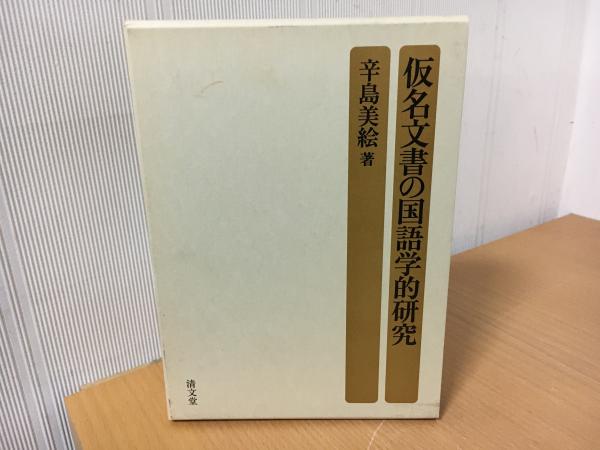 仮名文書の国語学的研究
辛島美絵 著
清文堂